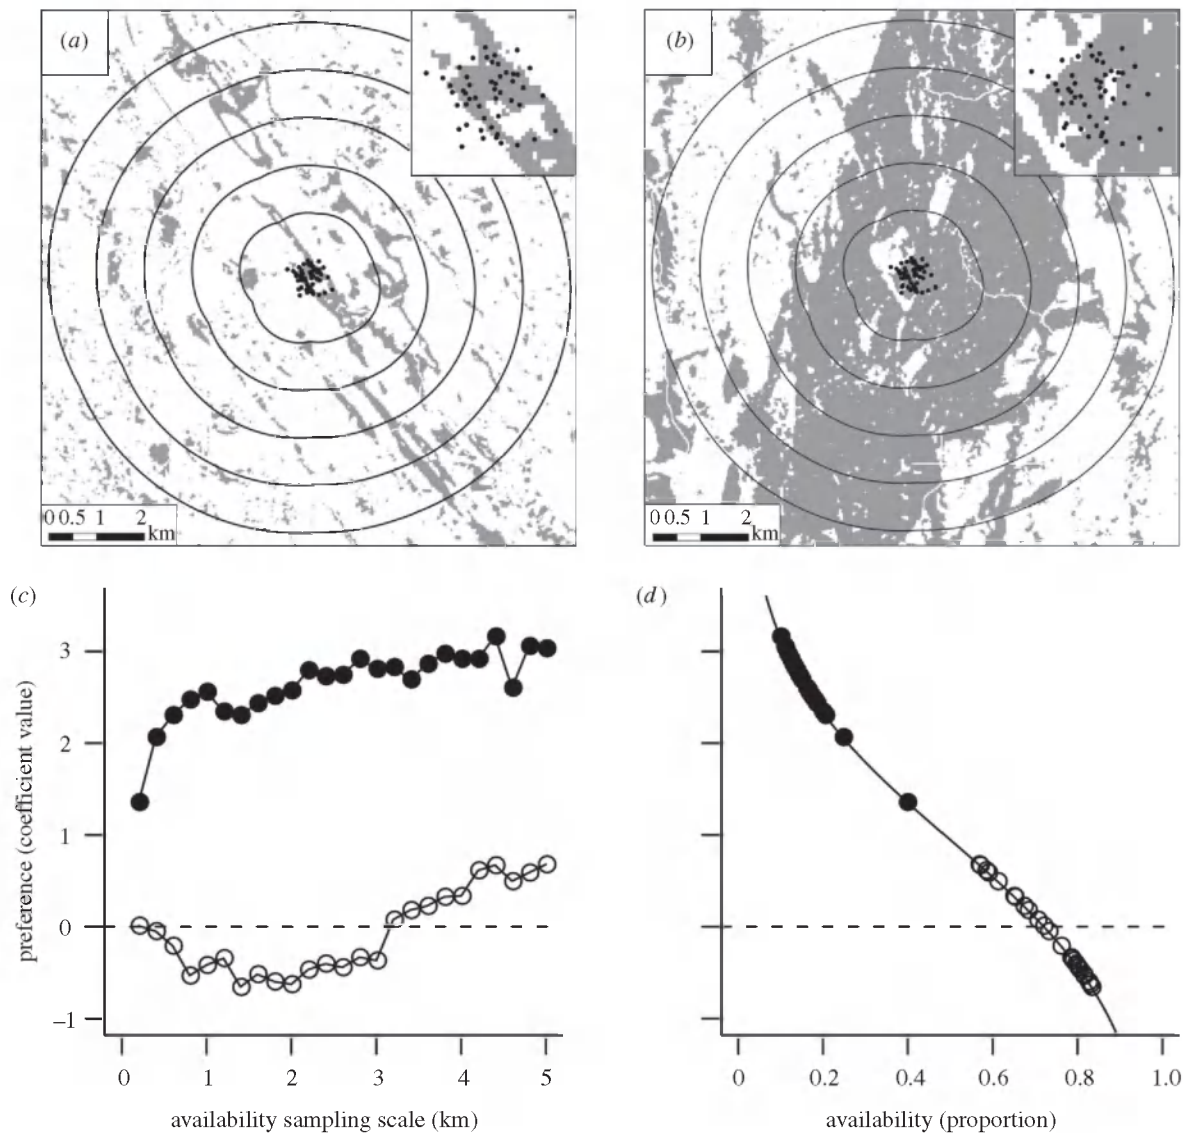 (a)
(b)
0 0.5 1 2
km
0 0.5 1 2
km
(c)
(d)
preference (coefficient value)
3
2
1
0
–1
0 1 2 3 4 5
availability sampling scale (km)
0 0.2 0.4 0.6 0.8 1.0
availability (proportion)